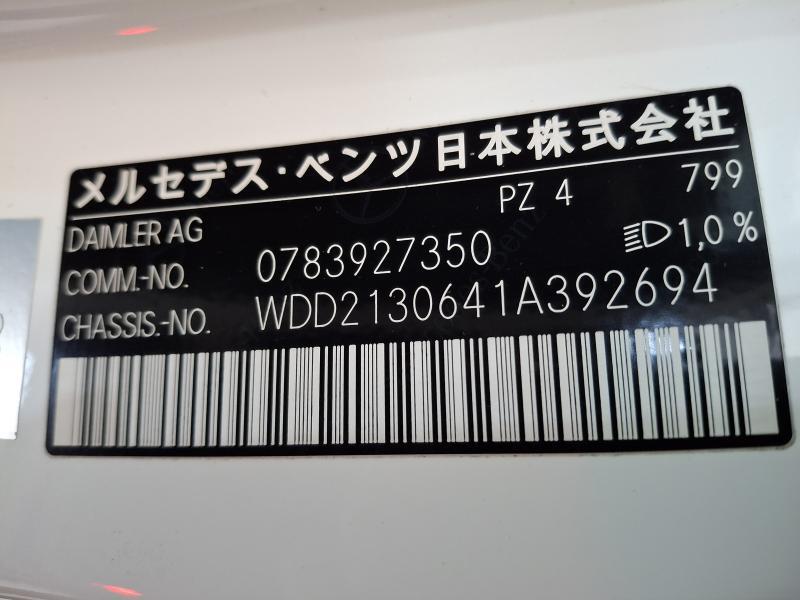 メルセデス・ベンツ日本株式会社
DAIMLER AG PZ 4 799
COMM.-NO. 0783927350 1,0 %
CHASSIS.-NO. WDD2130641A392694